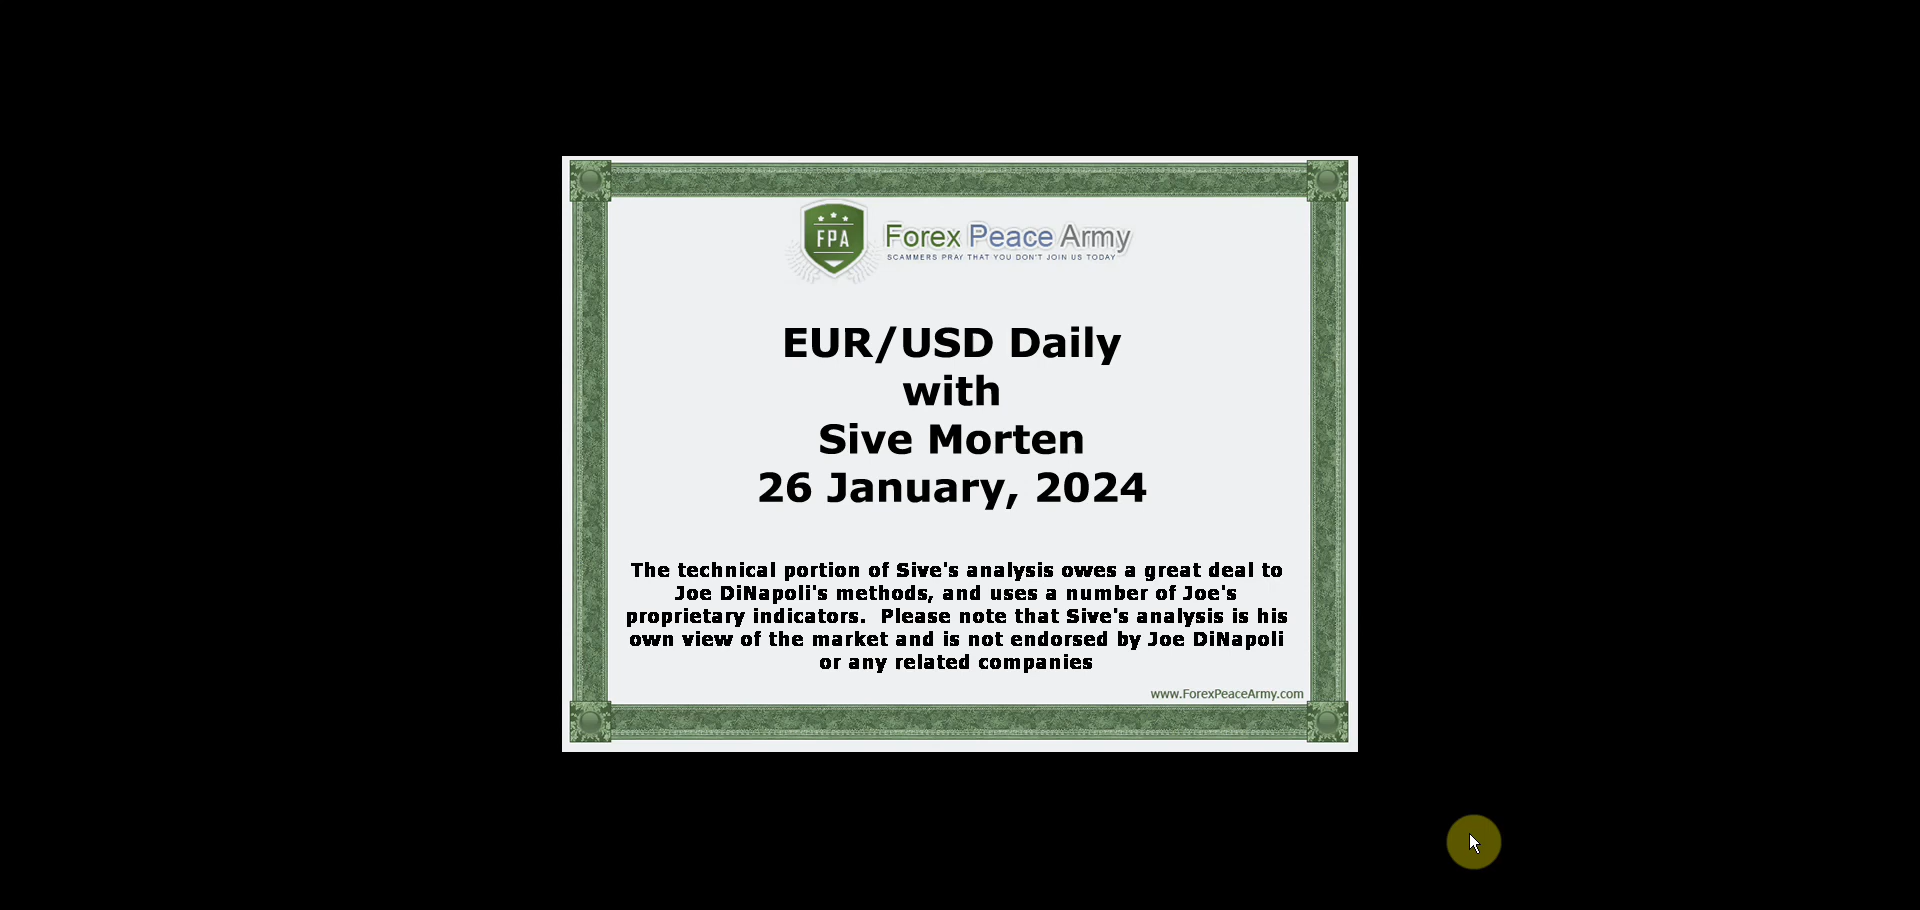 FPA
Forex Peace Army
SCAMMERS PRAY THAT YOU DON'T JOIN US TODAY
EUR/USD Daily
with
Sive Morten
26 January, 2024
The technical portion of Sive's analysis owes a great deal to
Joe DiNapoli's methods, and uses a number of Joe's
proprietary indicators.  Please note that Sive's analysis is his
own view of the market and is not endorsed by Joe DiNapoli
or any related companies
www.ForexPeaceArmy.com